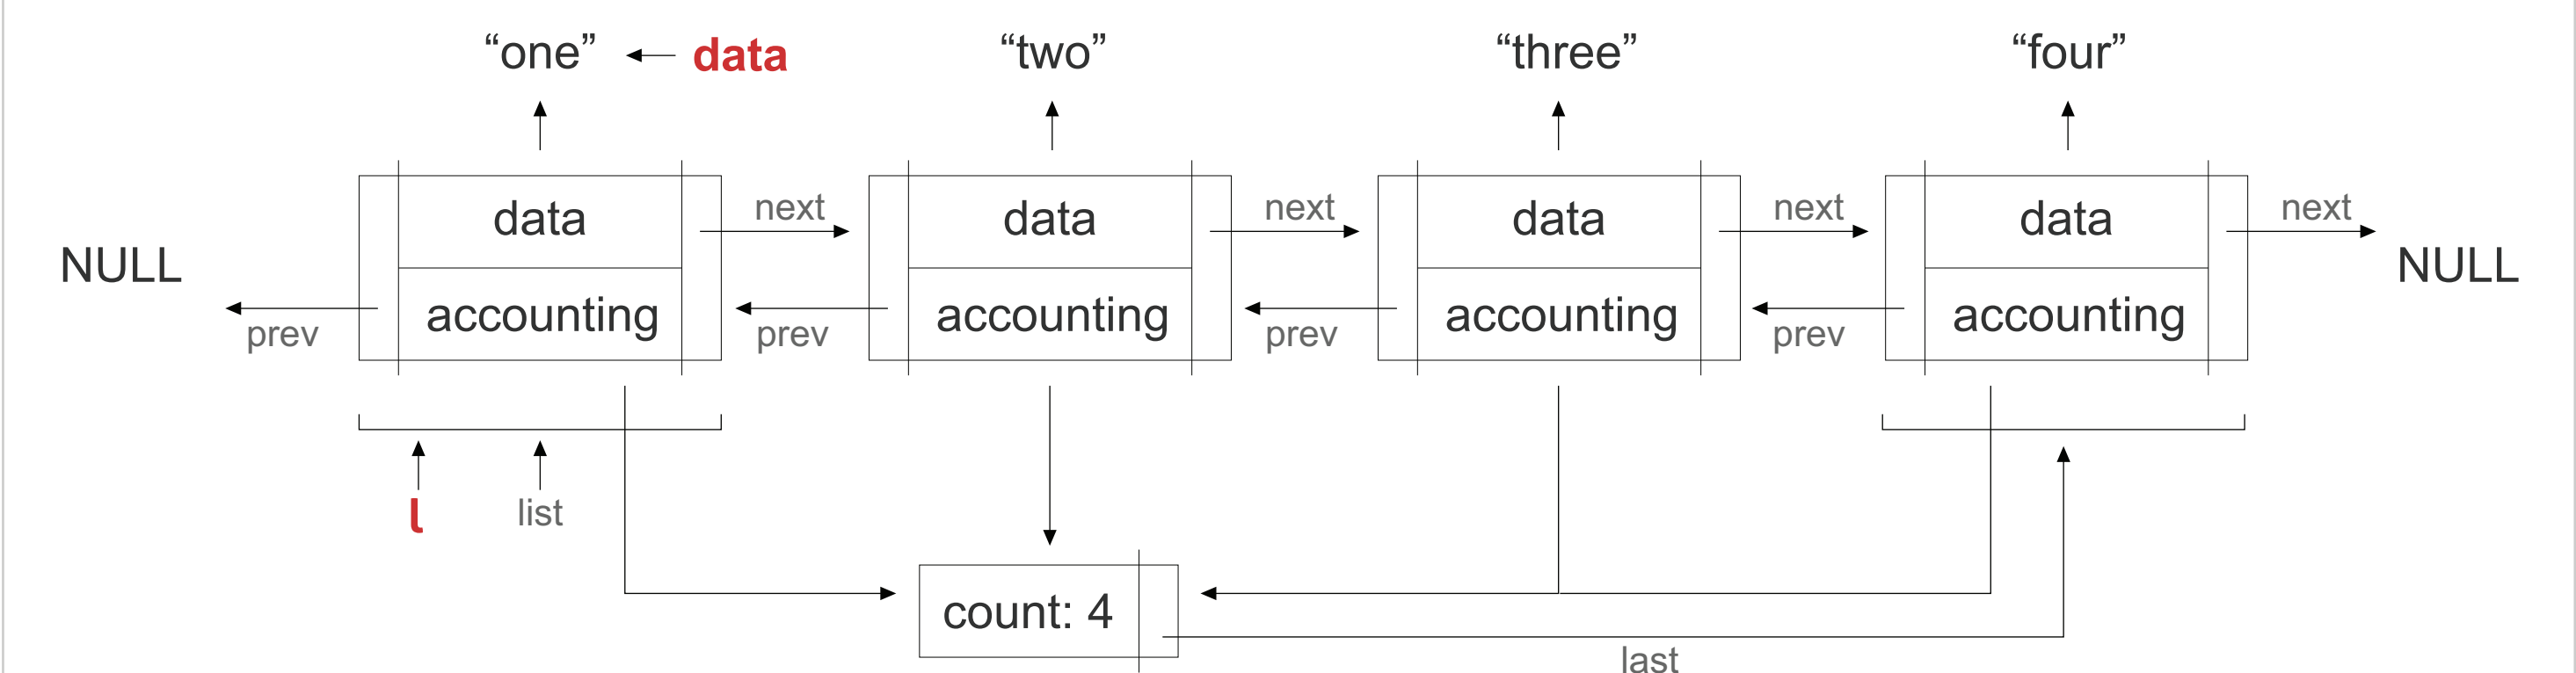 “one” data “two” “three” “four”
data next data next data next data next
NULL NULL
accounting accounting accounting accounting
prev prev prev prev
l list
count: 4
last